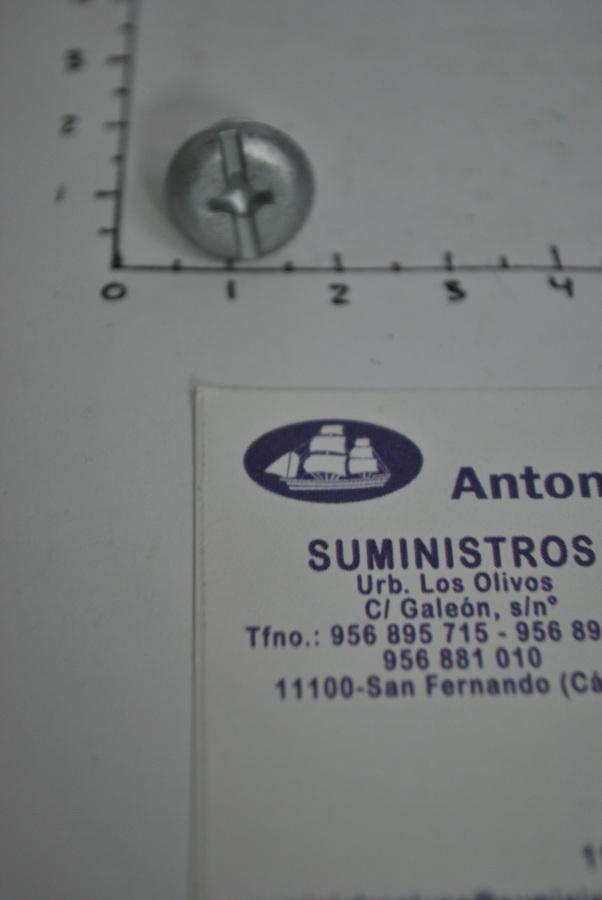 3
2
1
0 1 2 3 4
Anton
SUMINISTROS
Urb. Los Olivos
C/ Galeón, s/nº
Tfno.: 956 895 715 - 956 89
956 881 010
11100-San Fernando (Cá